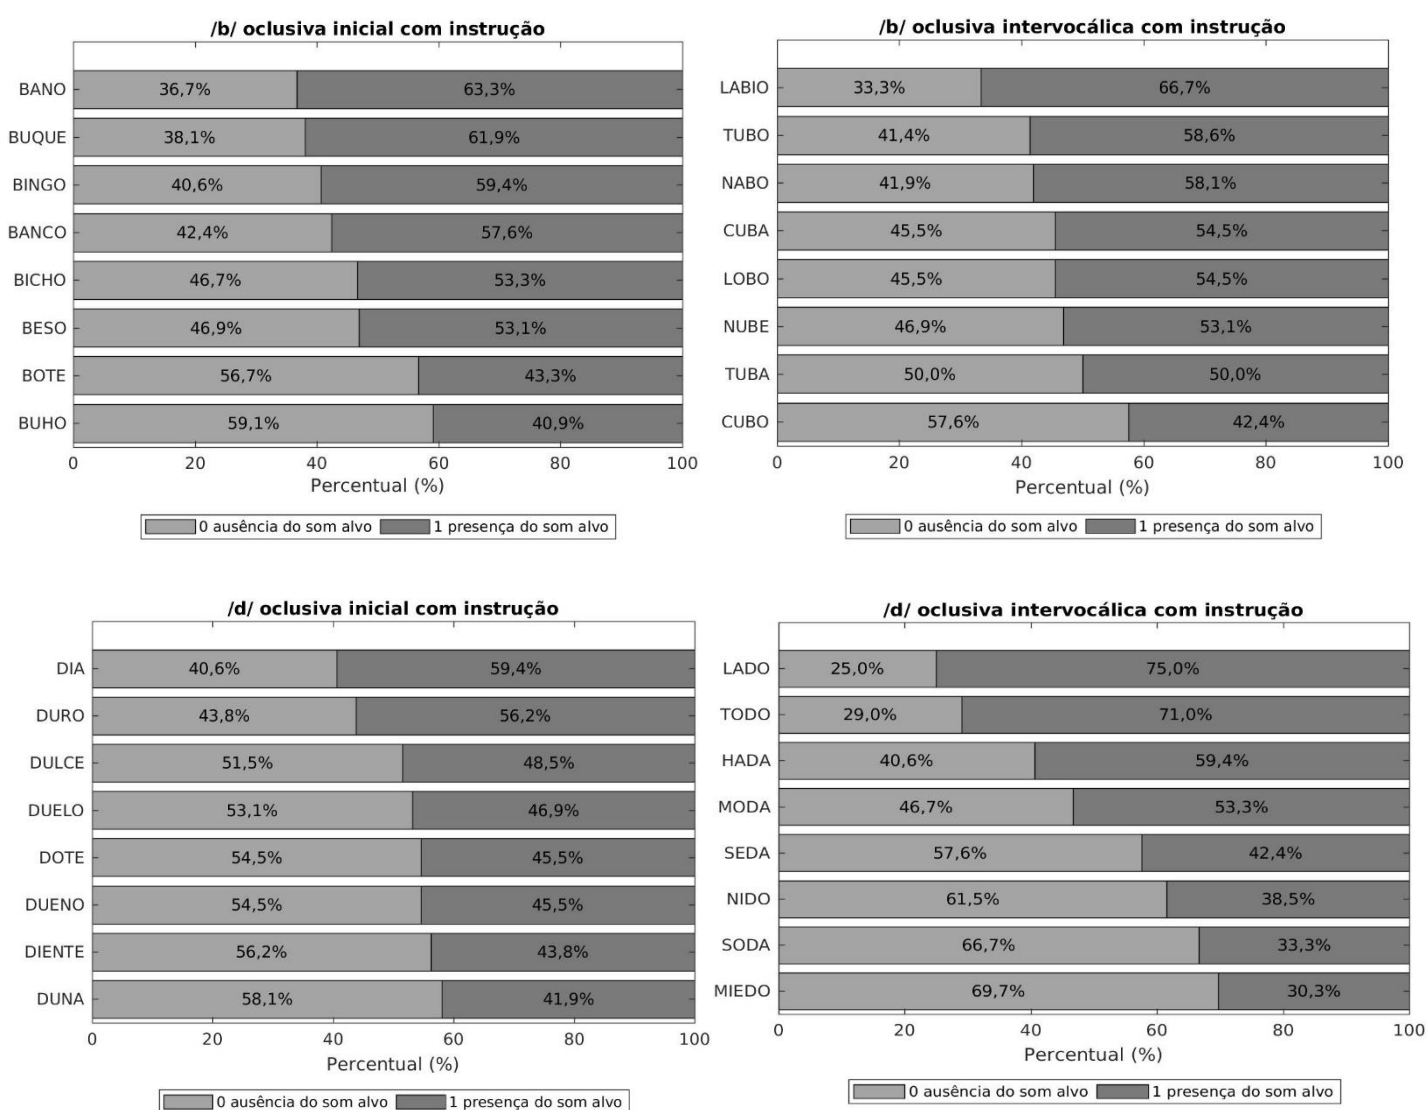 /b/ oclusiva inicial com instrução
BANO 36,7% 63,3%
BUQUE 38,1% 61,9%
BINGO 40,6% 59,4%
BANCO 42,4% 57,6%
BICHO 46,7% 53,3%
BESO 46,9% 53,1%
BOTE 56,7% 43,3%
BUHO 59,1% 40,9%
0 20 40 60 80 100
Percentual (%)
0 ausência do som alvo 1 presença do som alvo
/b/ oclusiva intervocálica com instrução
LABIO 33,3% 66,7%
TUBO 41,4% 58,6%
NABO 41,9% 58,1%
CUBA 45,5% 54,5%
LOBO 45,5% 54,5%
NUBE 46,9% 53,1%
TUBA 50,0% 50,0%
CUBO 57,6% 42,4%
0 20 40 60 80 100
Percentual (%)
0 ausência do som alvo 1 presença do som alvo
/d/ oclusiva inicial com instrução
DIA 40,6% 59,4%
DURO 43,8% 56,2%
DULCE 51,5% 48,5%
DUELO 53,1% 46,9%
DOTE 54,5% 45,5%
DUENO 54,5% 45,5%
DIENTE 56,2% 43,8%
DUNA 58,1% 41,9%
0 20 40 60 80 100
Percentual (%)
0 ausência do som alvo 1 presença do som alvo
/d/ oclusiva intervocálica com instrução
LADO 25,0% 75,0%
TODO 29,0% 71,0%
HADA 40,6% 59,4%
MODA 46,7% 53,3%
SEDA 57,6% 42,4%
NIDO 61,5% 38,5%
SODA 66,7% 33,3%
MIEDO 69,7% 30,3%
0 20 40 60 80 100
Percentual (%)
0 ausência do som alvo 1 presença do som alvo